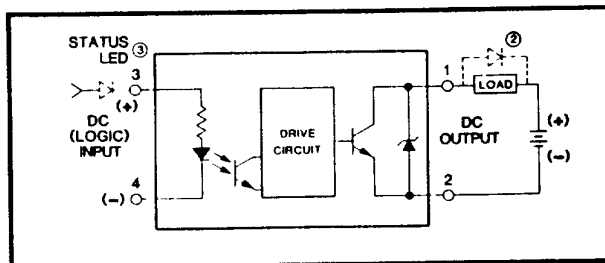 STATUS
LED ③
3
(+)
DC
(LOGIC)
INPUT
4
(-)
DRIVE
CIRCUIT
1
②
LOAD
DC
OUTPUT
(+)
(-)
2